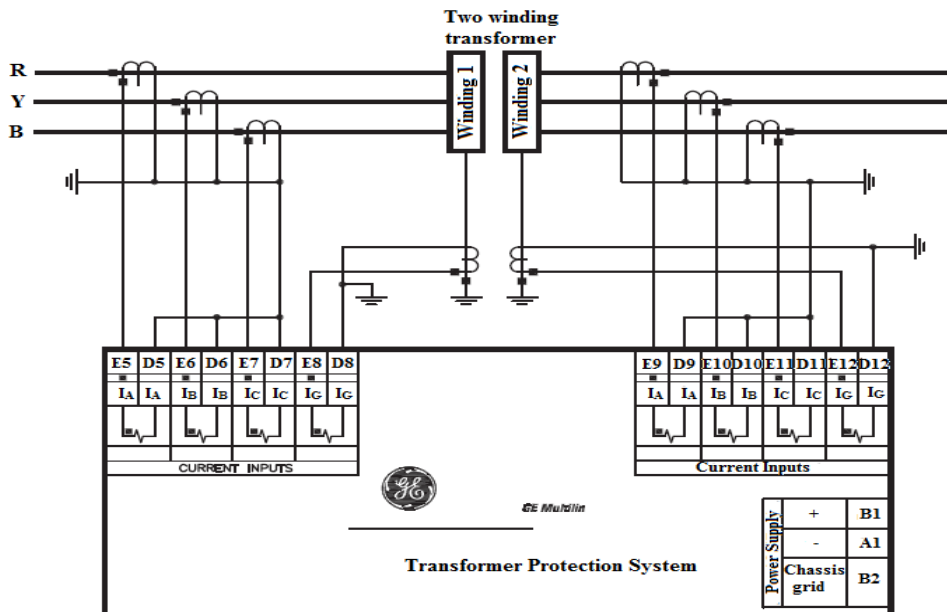 Two winding
transformer
R
Y
B
Winding 1
Winding 2
E5 D5 E6 D6 E7 D7 E8 D8
IA IA IB IB IC IC IG IG
CURRENT INPUTS
E9 D9 E10 D10 E11 D11 E12 D12
IA IA IB IB IC IC IG IG
Current Inputs
GE
GE Multilin
Transformer Protection System
Power Supply
+ B1
- A1
Chassis
grid B2